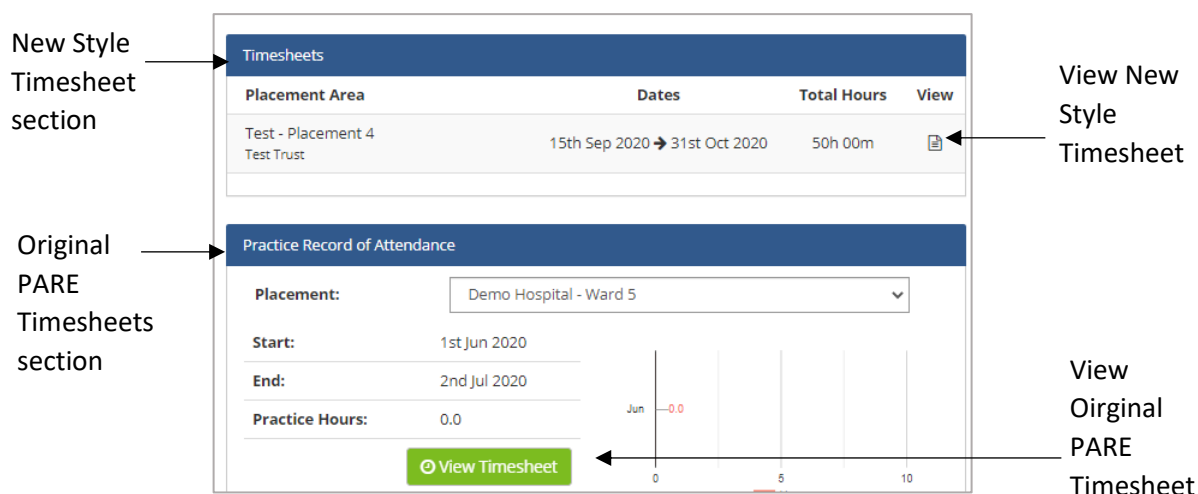 New Style
Timesheet
section
Timesheets
Placement Area Dates Total Hours View
Test - Placement 4
Test Trust
15th Sep 2020 ➔ 31st Oct 2020 50h 00m
View New
Style
Timesheet
Original
PARE
Timesheets
section
Practice Record of Attendance
Placement: Demo Hospital - Ward 5
Start: 1st Jun 2020
End: 2nd Jul 2020
Practice Hours: 0.0
View Timesheet
Jun 0.0
0 5 10
View
Oirginal
PARE
Timesheet